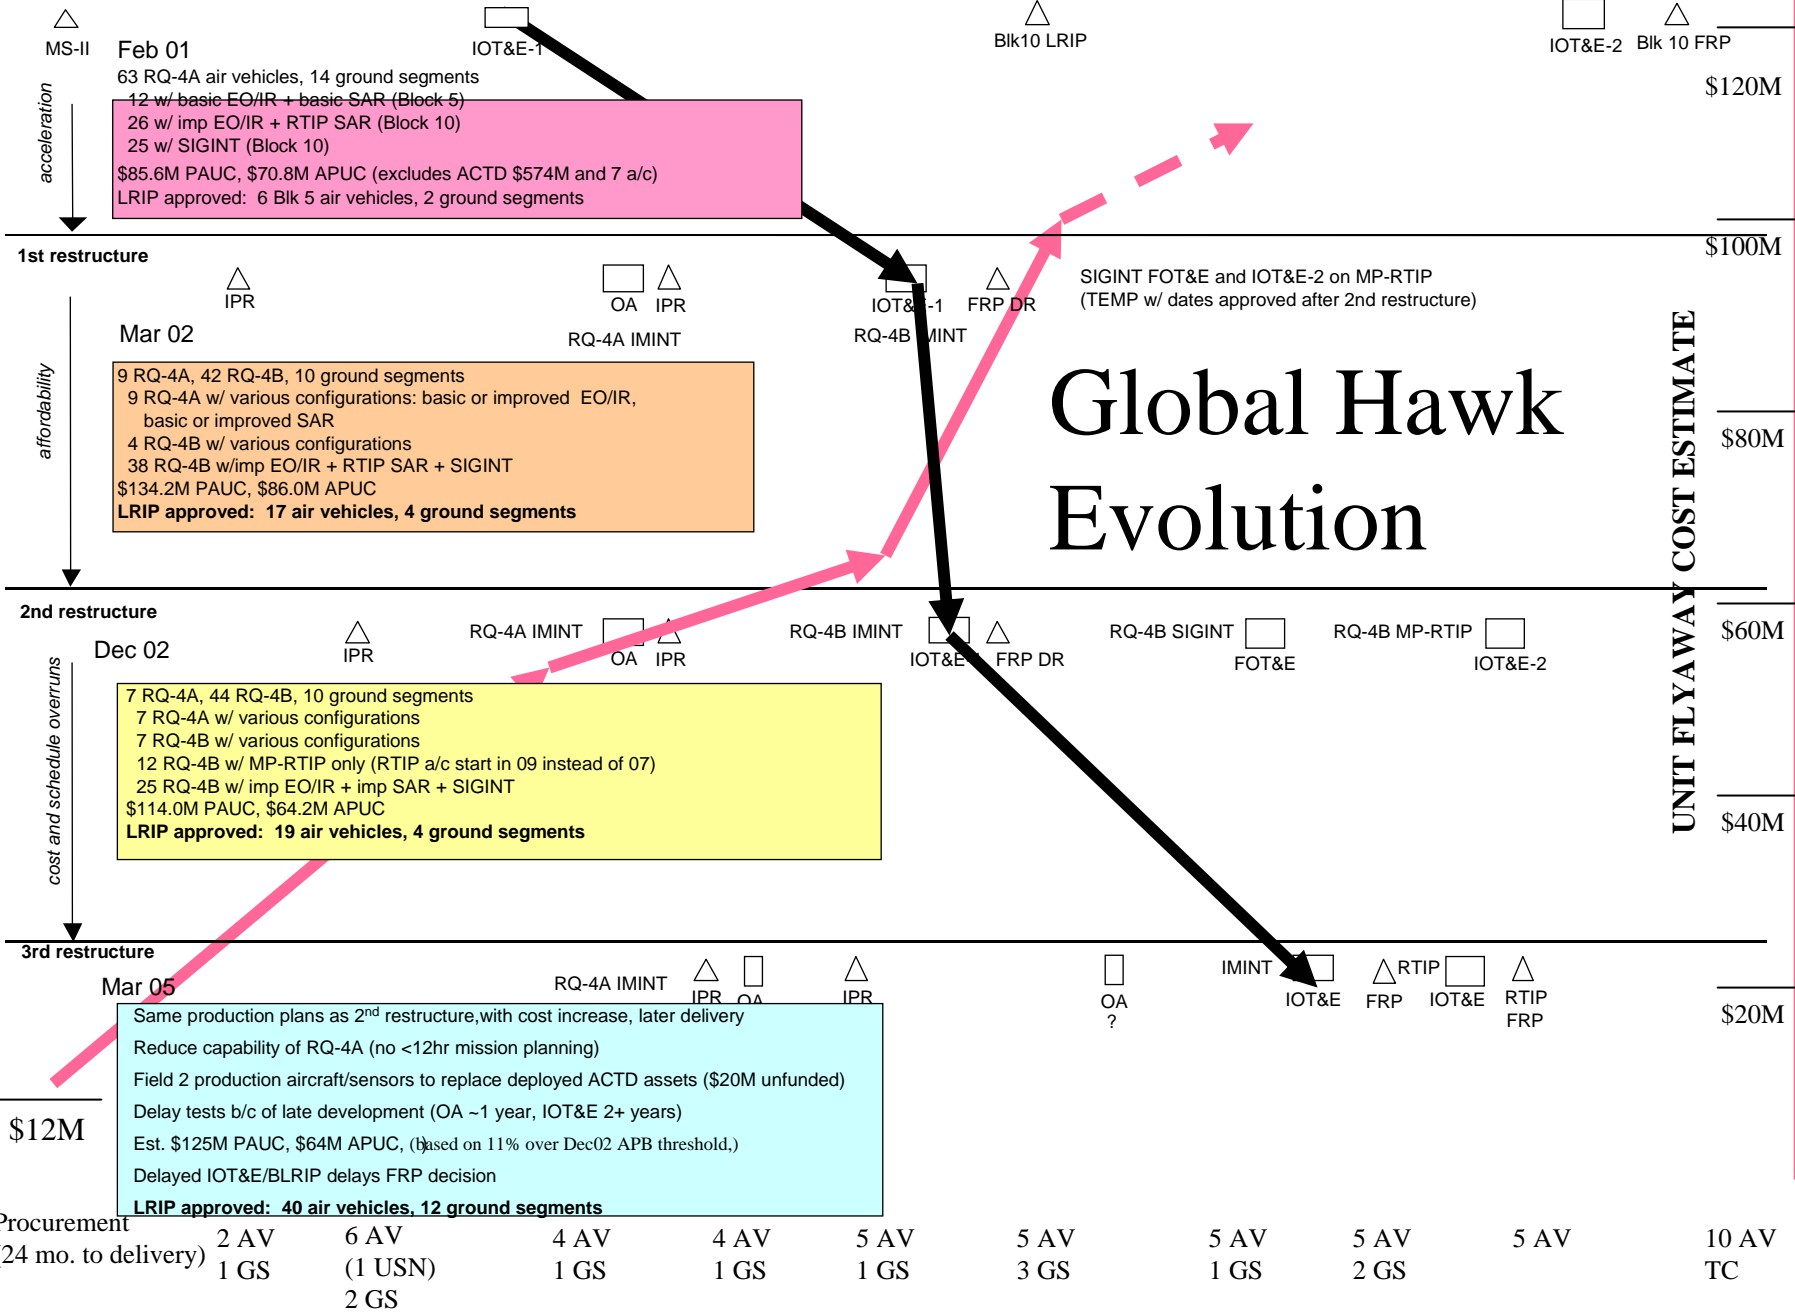 MS-II
IOT&E-1
Blk10 LRIP
IOT&E-2
Blk 10 FRP
$120M
acceleration
Feb 01
63 RQ-4A air vehicles, 14 ground segments
12 w/ basic EO/IR + basic SAR (Block 5)
26 w/ imp EO/IR + RTIP SAR (Block 10)
25 w/ SIGINT (Block 10)
$85.6M PAUC, $70.8M APUC (excludes ACTD $574M and 7 a/c)
LRIP approved: 6 Blk 5 air vehicles, 2 ground segments
$100M
1st restructure
IPR
OA
IPR
RQ-4A IMINT
IOT&E-1
RQ-4B IMINT
FRP DR
SIGINT FOT&E and IOT&E-2 on MP-RTIP
(TEMP w/ dates approved after 2nd restructure)
affordability
Mar 02
9 RQ-4A, 42 RQ-4B, 10 ground segments
9 RQ-4A w/ various configurations: basic or improved EO/IR,
basic or improved SAR
4 RQ-4B w/ various configurations
38 RQ-4B w/imp EO/IR + RTIP SAR + SIGINT
$134.2M PAUC, $86.0M APUC
LRIP approved: 17 air vehicles, 4 ground segments
Global Hawk
Evolution
UNIT FLYAWAY COST ESTIMATE
$80M
2nd restructure
IPR
RQ-4A IMINT
OA
IPR
RQ-4B IMINT
IOT&E-1
FRP DR
RQ-4B SIGINT
FOT&E
RQ-4B MP-RTIP
IOT&E-2
$60M
cost and schedule overruns
Dec 02
7 RQ-4A, 44 RQ-4B, 10 ground segments
7 RQ-4A w/ various configurations
7 RQ-4B w/ various configurations
12 RQ-4B w/ MP-RTIP only (RTIP a/c start in 09 instead of 07)
25 RQ-4B w/ imp EO/IR + imp SAR + SIGINT
$114.0M PAUC, $64.2M APUC
LRIP approved: 19 air vehicles, 4 ground segments
$40M
3rd restructure
RQ-4A IMINT
IPR
OA
IPR
OA
?
IMINT
IOT&E
FRP
RTIP
IOT&E
RTIP
FRP
$20M
Mar 05
Same production plans as 2nd restructure,with cost increase, later delivery
Reduce capability of RQ-4A (no <12hr mission planning)
Field 2 production aircraft/sensors to replace deployed ACTD assets ($20M unfunded)
Delay tests b/c of late development (OA ~1 year, IOT&E 2+ years)
Est. $125M PAUC, $64M APUC, (based on 11% over Dec02 APB threshold,)
Delayed IOT&E/BLRIP delays FRP decision
LRIP approved: 40 air vehicles, 12 ground segments
$12M
Procurement
(24 mo. to delivery)
2 AV
1 GS
6 AV
(1 USN)
2 GS
4 AV
1 GS
4 AV
1 GS
5 AV
1 GS
5 AV
3 GS
5 AV
1 GS
5 AV
2 GS
5 AV
10 AV
TC